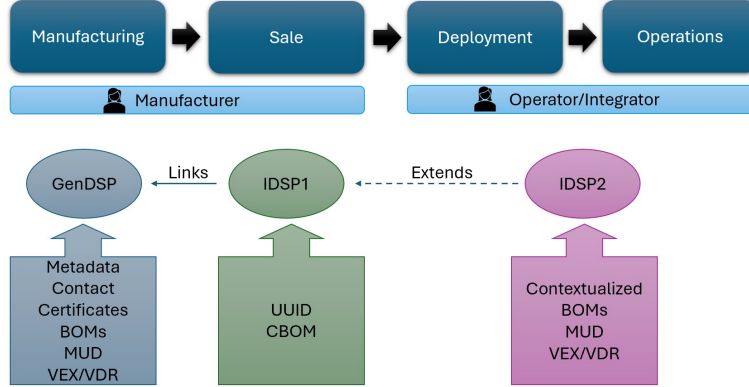 Manufacturing
Sale
Deployment
Operations
Manufacturer
Operator/Integrator
GenDSP
Links
IDSP1
Extends
IDSP2
Metadata
Contact
Certificates
BOMs
MUD
VEX/VDR
UUID
CBOM
Contextualized
BOMs
MUD
VEX/VDR